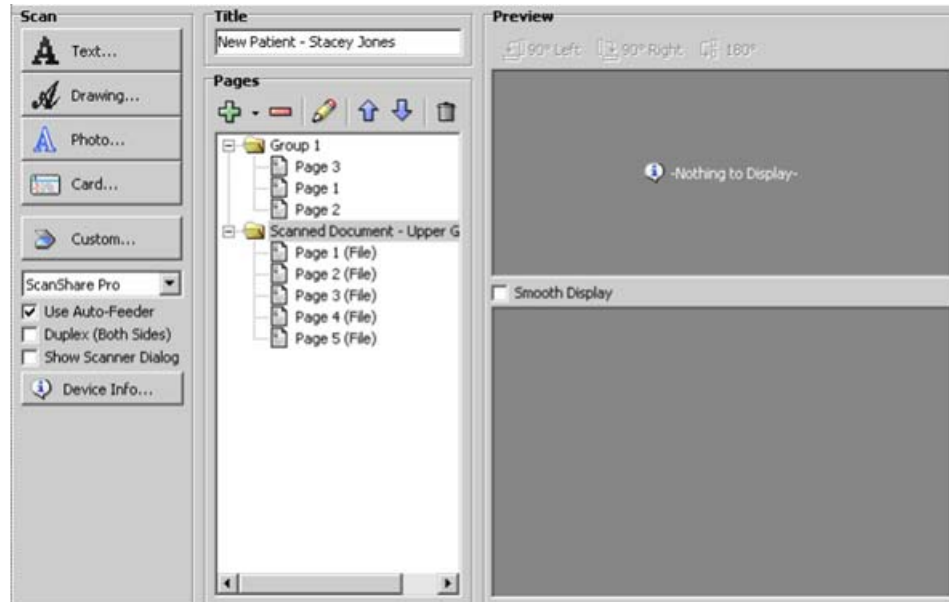 Scan
Text...
Drawing...
Photo...
Card...
Custom...
ScanShare Pro
Use Auto-Feeder
Duplex (Both Sides)
Show Scanner Dialog
Device Info...
Title
New Patient - Stacey Jones
Pages
Group 1
Page 3
Page 1
Page 2
Scanned Document - Upper G
Page 1 (File)
Page 2 (File)
Page 3 (File)
Page 4 (File)
Page 5 (File)
Preview
90° Left 90° Right 180°
-Nothing to Display-
Smooth Display